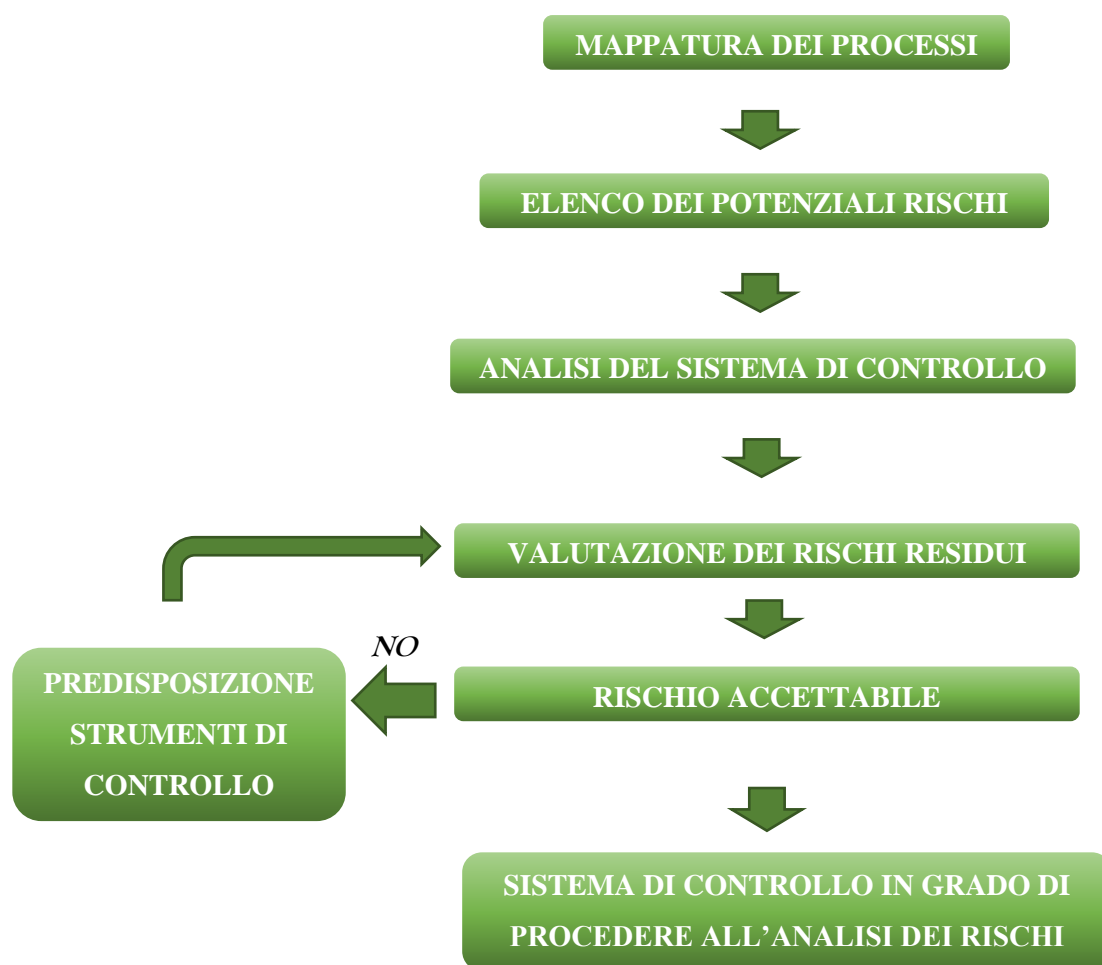 MAPPATURA DEI PROCESSI
ELENCO DEI POTENZIALI RISCHI
ANALISI DEL SISTEMA DI CONTROLLO
VALUTAZIONE DEI RISCHI RESIDUI
NO
PREDISPOSIZIONE
STRUMENTI DI
CONTROLLO
RISCHIO ACCETTABILE
SISTEMA DI CONTROLLO IN GRADO DI
PROCEDERE ALL’ANALISI DEI RISCHI